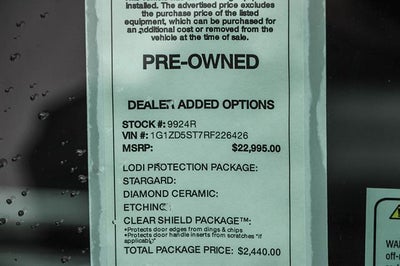 installed. The advertised price excludes
the purchase price of the listed
equipment, which can be purchased for
an additional cost or removed from the
vehicle at the time of sale.
PRE-OWNED
DEALER ADDED OPTIONS
STOCK #: 9924R
VIN #: 1G1ZD5ST7RF226426
MSRP: $22,995.00
LODI PROTECTION PACKAGE:
STARGARD:
DIAMOND CERAMIC:
ETCHING:
CLEAR SHIELD PACKAGE™:
*Protects door edges from dings & chips
*Protects door handle inserts from scratches *if
applicably*
TOTAL PACKAGE PRICE: $2,440.00
WA
off-r